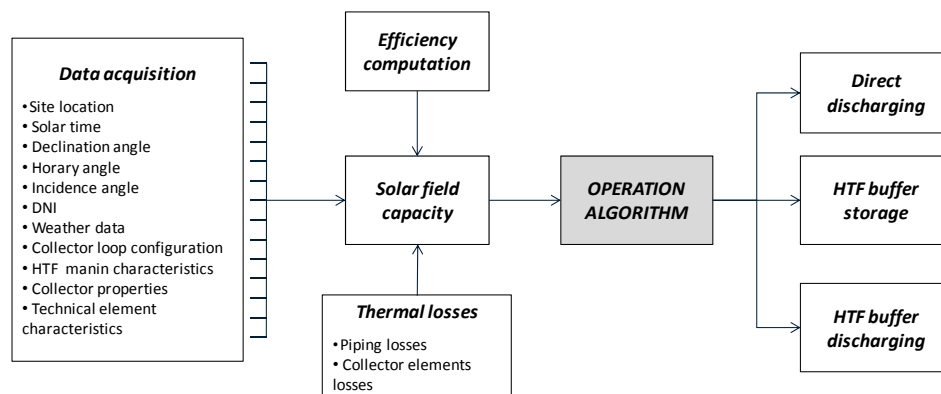 Data acquisition
• Site location
• Solar time
• Declination angle
• Horary angle
• Incidence angle
• DNI
• Weather data
• Collector loop configuration
• HTF manin characteristics
• Collector properties
• Technical element
characteristics
Efficiency
computation
Solar field
capacity
Thermal losses
• Piping losses
• Collector elements
losses
OPERATION
ALGORITHM
Direct
discharging
HTF buffer
storage
HTF buffer
discharging